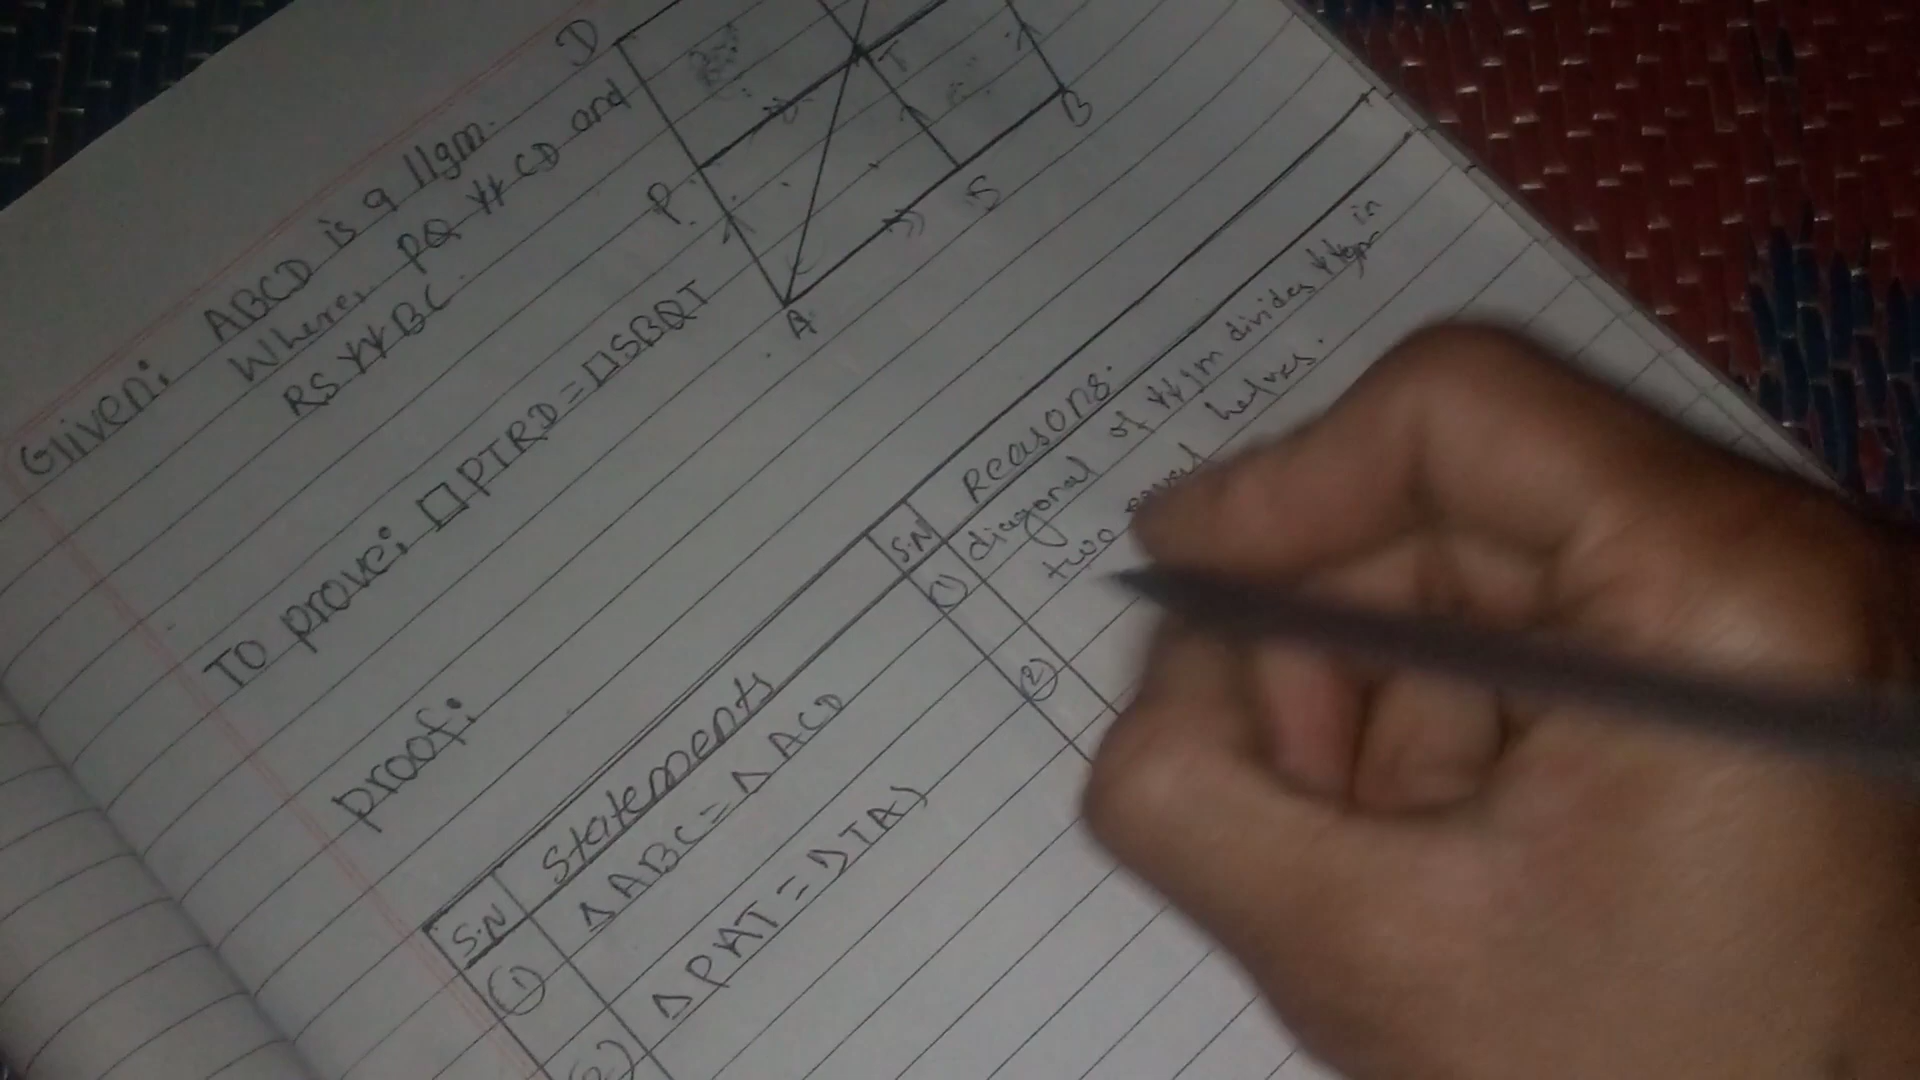 Given: ABCD is a llgm.
Where, PQ ∥ CD and
RS ∥ BC.
To prove: □PTRD = □SBQT
D
T
P
B
S
A
Proof:
S.N Statements S.N Reasons.
(1) Δ ABC = Δ ACD (1) diagonal of ∥gm divides ∥gm in
two equal halves.
(2) Δ PAT = Δ TAS (2)